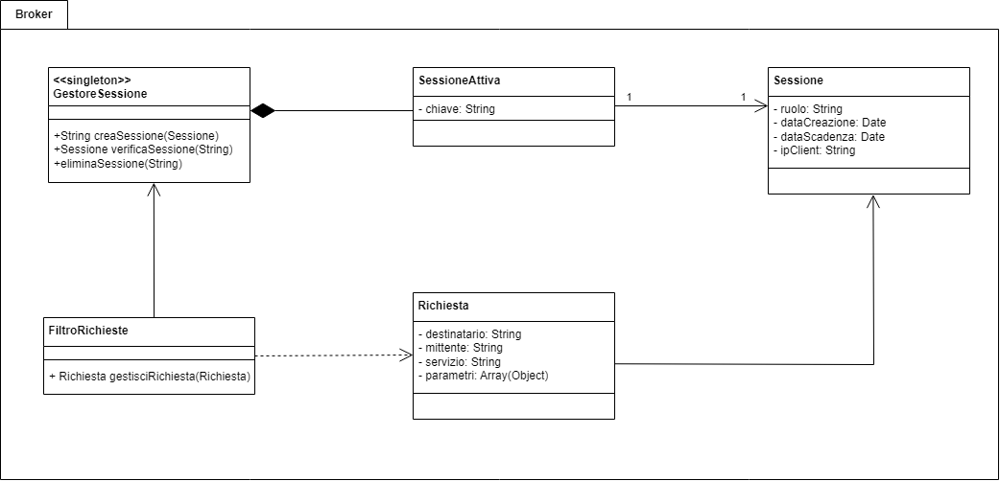 Broker
<<singleton>>
GestoreSessione
+String creaSessione(Sessione)
+Sessione verificaSessione(String)
+eliminaSessione(String)
SessioneAttiva
- chiave: String
1
1
Sessione
- ruolo: String
- dataCreazione: Date
- dataScadenza: Date
- ipClient: String
FiltroRichieste
+ Richiesta gestisciRichiesta(Richiesta)
Richiesta
- destinatario: String
- mittente: String
- servizio: String
- parametri: Array(Object)